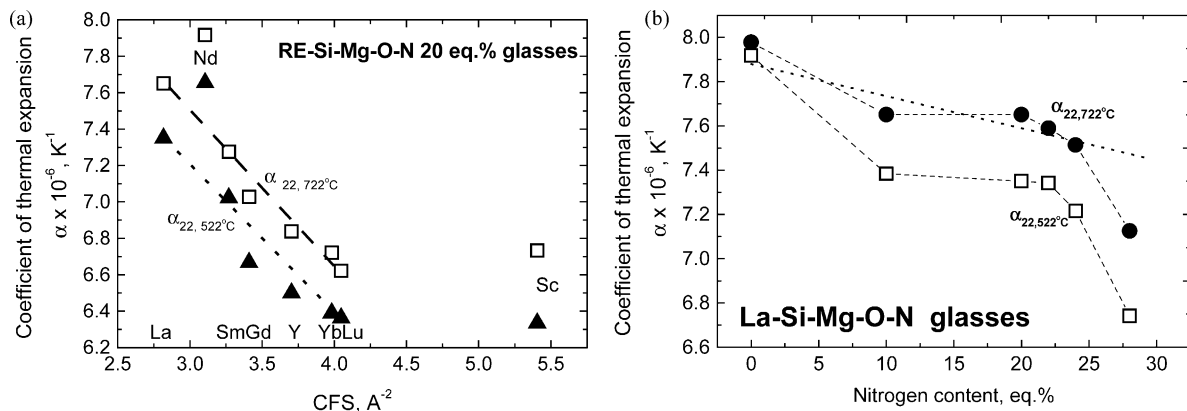 (a)
Coefficient of thermal expansion
α x 10⁻⁶, K⁻¹
8.0
7.8
7.6
7.4
7.2
7.0
6.8
6.6
6.4
6.2
RE-Si-Mg-O-N 20 eq.% glasses
Nd
α 22, 722°C
α22, 522°C
Sc
La SmGd Y YbLu
2.5 3.0 3.5 4.0 4.5 5.0 5.5 6.0
CFS, A⁻²
(b)
Coefficient of thermal expansion
α x 10⁻⁶, K⁻¹
8.0
7.8
7.6
7.4
7.2
7.0
6.8
6.6
α22,722°C
α22,522°C
La-Si-Mg-O-N glasses
0 5 10 15 20 25 30
Nitrogen content, eq.%